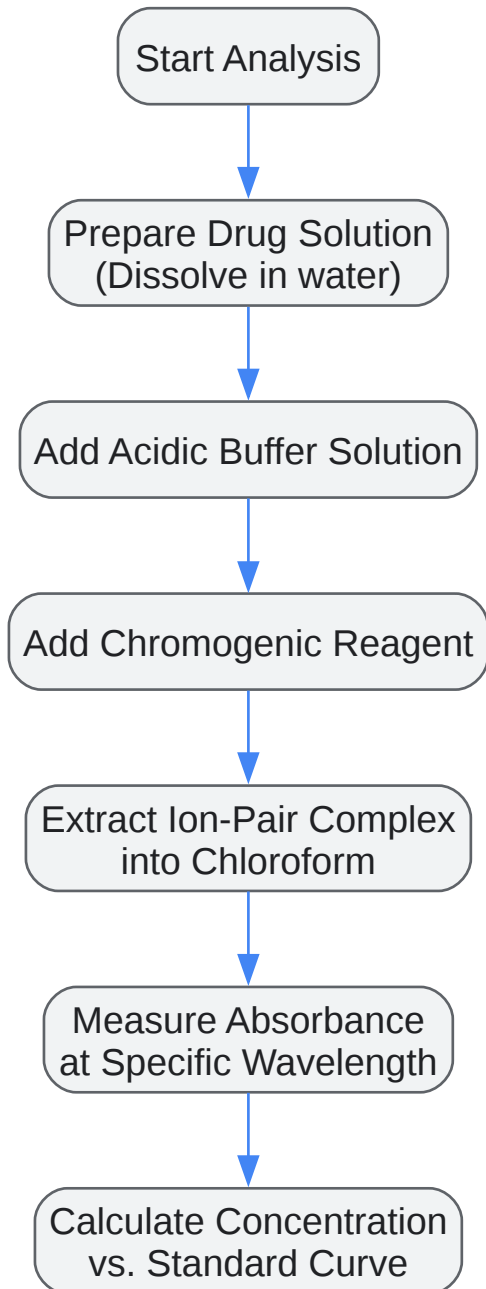 Start Analysis
Prepare Drug Solution
(Dissolve in water)
Add Acidic Buffer Solution
Add Chromogenic Reagent
Extract Ion-Pair Complex
into Chloroform
Measure Absorbance
at Specific Wavelength
Calculate Concentration
vs. Standard Curve